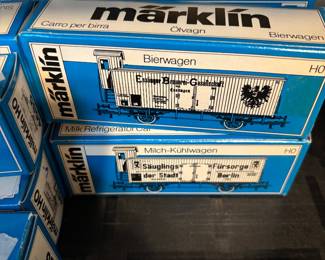 märklin
Carro per birra
Ölvagn
Bierwagen
märklin
Bierwagen
H0
Milk Refrigerator Car
märklin
Milch-Kühlwagen
H0
Säuglings Fürsorge
der Stadt Berlin